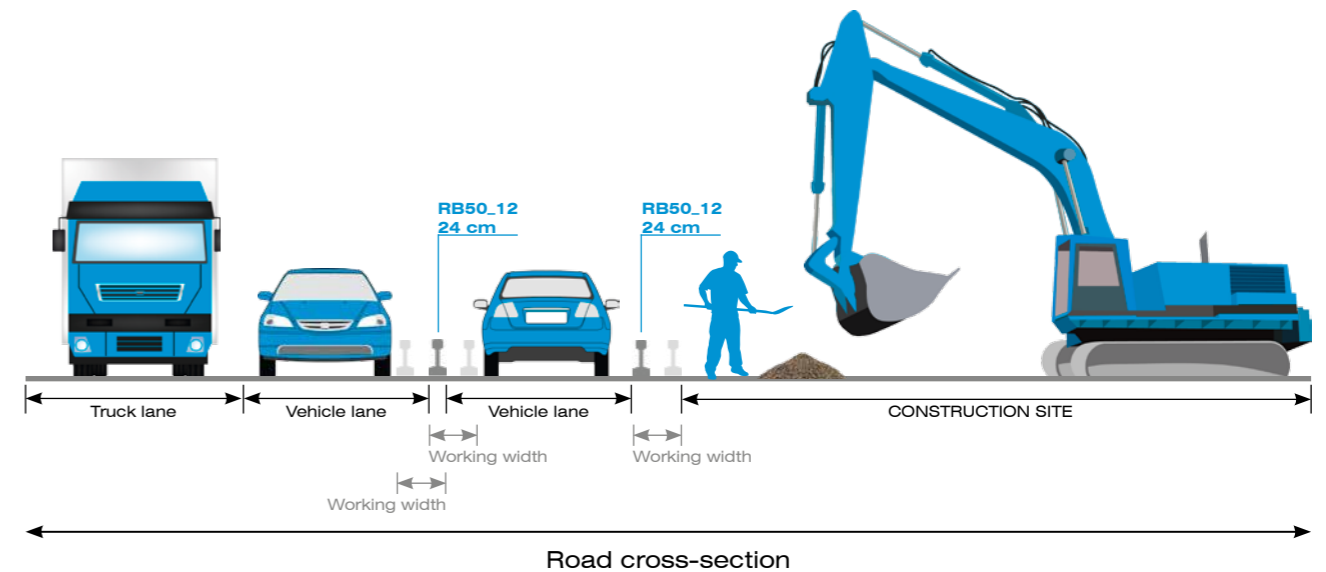 RB50_12
24 cm
RB50_12
24 cm
Truck lane
Vehicle lane
Vehicle lane
CONSTRUCTION SITE
Working width
Working width
Working width
Road cross-section